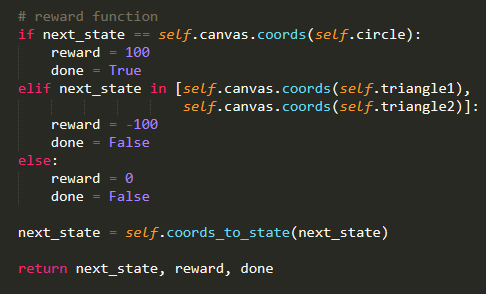 # reward function
if next_state == self.canvas.coords(self.circle):
    reward = 100
    done = True
elif next_state in [self.canvas.coords(self.triangle1),
                    self.canvas.coords(self.triangle2)]:
    reward = -100
    done = False
else:
    reward = 0
    done = False

next_state = self.coords_to_state(next_state)

return next_state, reward, done